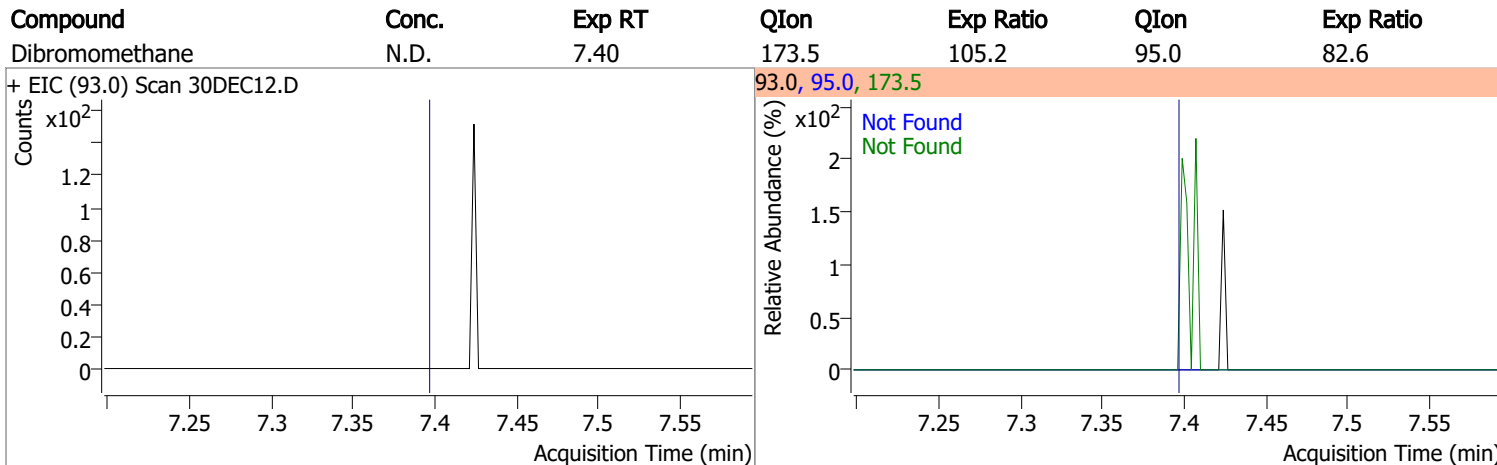 Compound Conc. Exp RT QIon Exp Ratio QIon Exp Ratio
Dibromomethane N.D. 7.40 173.5 105.2 95.0 82.6
+ EIC (93.0) Scan 30DEC12.D
Counts
x10²
1.2
1
0.8
0.6
0.4
0.2
0
7.25 7.3 7.35 7.4 7.45 7.5 7.55
Acquisition Time (min)
93.0, 95.0, 173.5
Relative Abundance (%)
x10²
Not Found
Not Found
2
1.5
1
0.5
0
7.25 7.3 7.35 7.4 7.45 7.5 7.55
Acquisition Time (min)